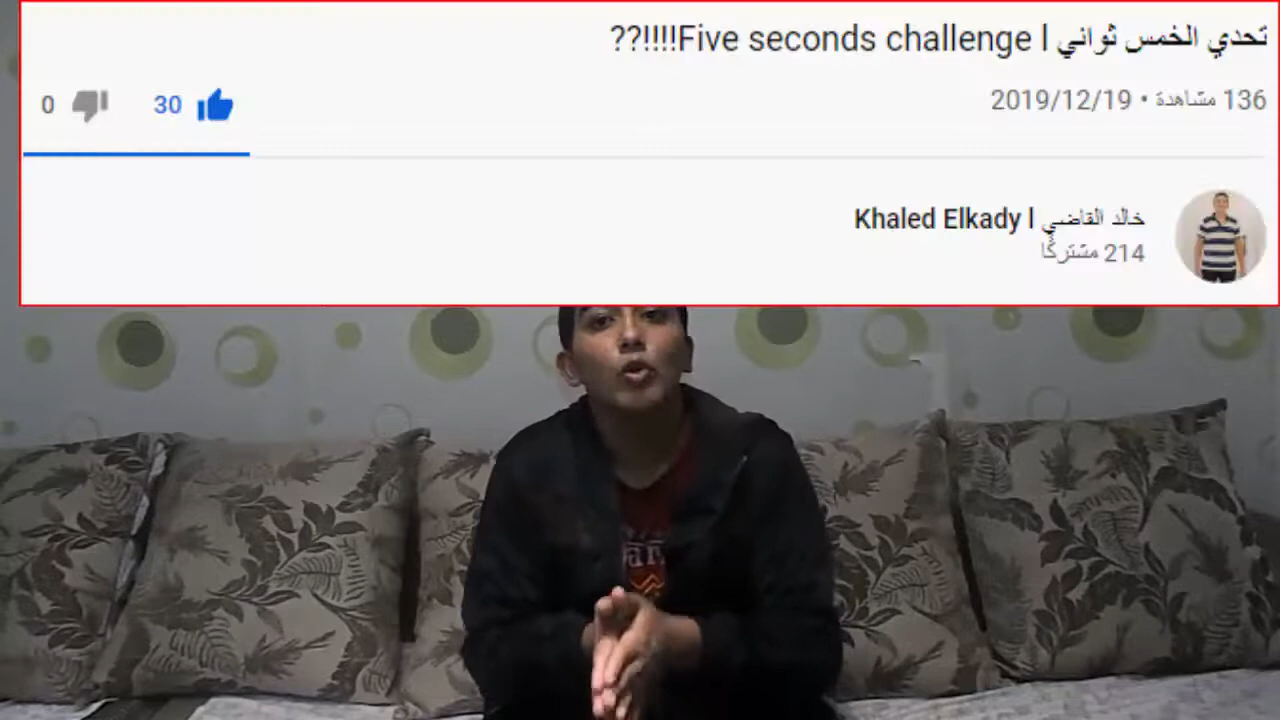 تحدي الخمس ثواني | Five seconds challenge!!!!??
136 مشاهدة • 2019/12/19
30
0
خالد القاضي | Khaled Elkady
214 مشتركًا